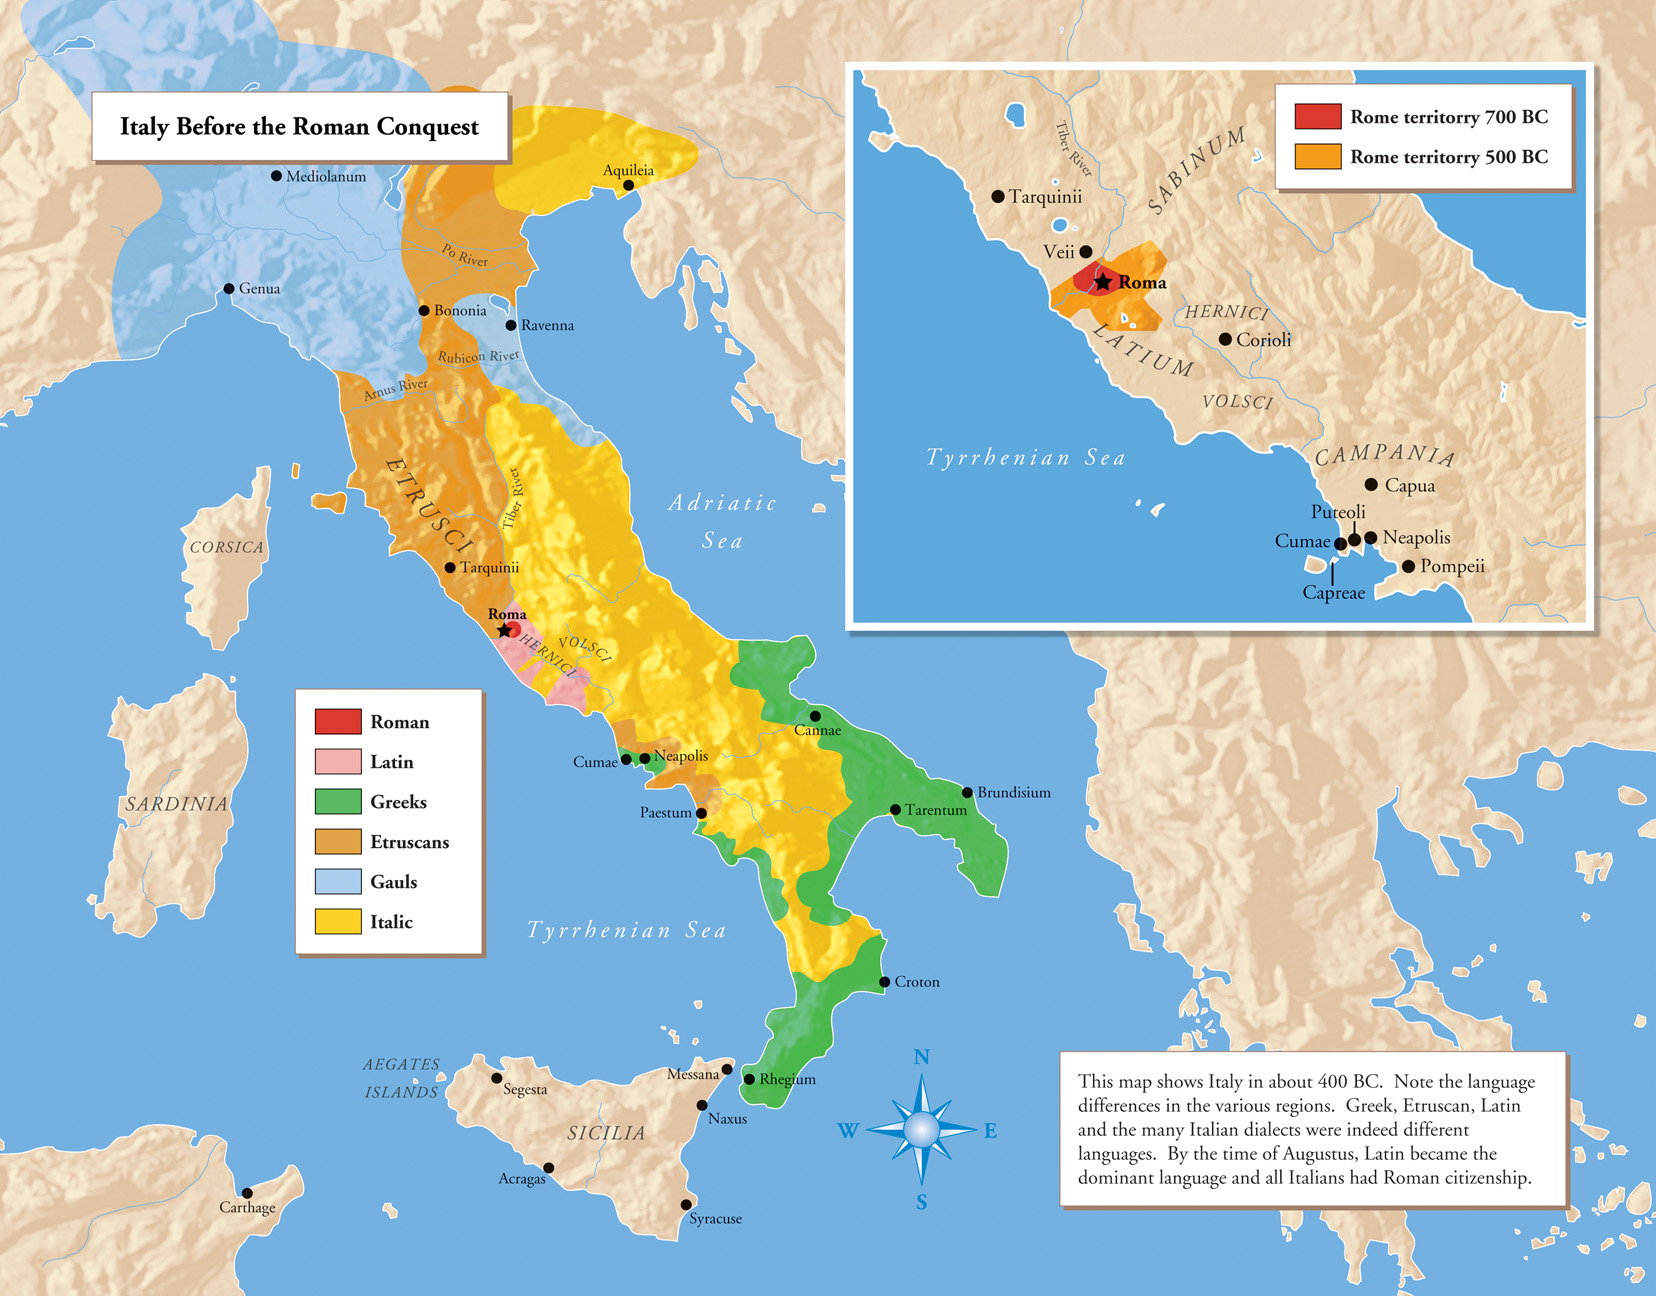 Italy Before the Roman Conquest
Mediolanum
Aquileia
Po River
Genua
Bononia
Ravenna
Rubicon River
Arnus River
ETRUSCI
Tiber River
Adriatic
Sea
CORSICA
Tarquinii
Roma
HERNICI
VOLSCI
Cannae
Cumae
Neapolis
Paestum
Brundisium
Tarentum
SARDINIA
Tyrrhenian Sea
Croton
AEGATES
ISLANDS
Segesta
Messana
Rhegium
Naxus
SICILIA
Acragas
Syracuse
Carthage
Roman
Latin
Greeks
Etruscans
Gauls
Italic
N
W
E
S
Rome territorry 700 BC
Rome territorry 500 BC
Tiber River
SABINUM
Tarquinii
Veii
Roma
HERNICI
Corioli
LATIUM
VOLSCI
Tyrrhenian Sea
CAMPANIA
Capua
Puteoli
Cumae
Neapolis
Pompeii
Capreae
This map shows Italy in about 400 BC. Note the language
differences in the various regions. Greek, Etruscan, Latin
and the many Italian dialects were indeed different
languages. By the time of Augustus, Latin became the
dominant language and all Italians had Roman citizenship.